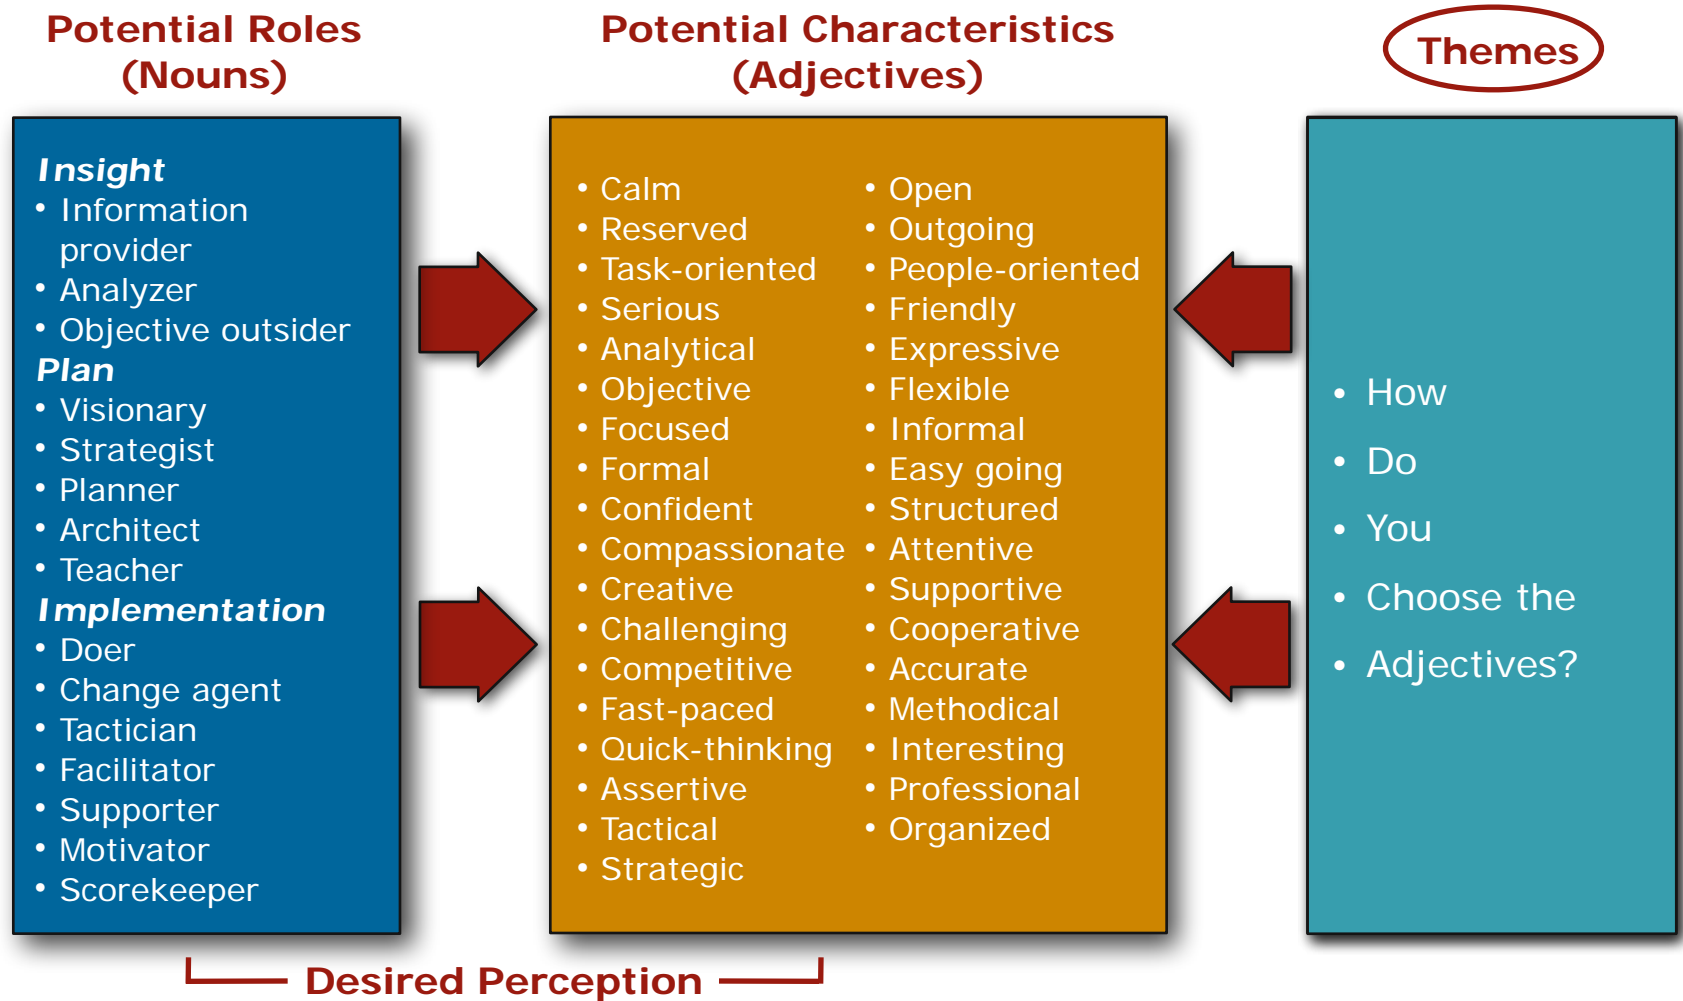 Potential Roles
(Nouns)
Insight
• Information
provider
• Analyzer
• Objective outsider
Plan
• Visionary
• Strategist
• Planner
• Architect
• Teacher
Implementation
• Doer
• Change agent
• Tactician
• Facilitator
• Supporter
• Motivator
• Scorekeeper
Potential Characteristics
(Adjectives)
• Calm
• Reserved
• Task-oriented
• Serious
• Analytical
• Objective
• Focused
• Formal
• Confident
• Compassionate
• Creative
• Challenging
• Competitive
• Fast-paced
• Quick-thinking
• Assertive
• Tactical
• Strategic
• Open
• Outgoing
• People-oriented
• Friendly
• Expressive
• Flexible
• Informal
• Easy going
• Structured
• Attentive
• Supportive
• Cooperative
• Accurate
• Methodical
• Interesting
• Professional
• Organized
Themes
• How
• Do
• You
• Choose the
• Adjectives?
Desired Perception